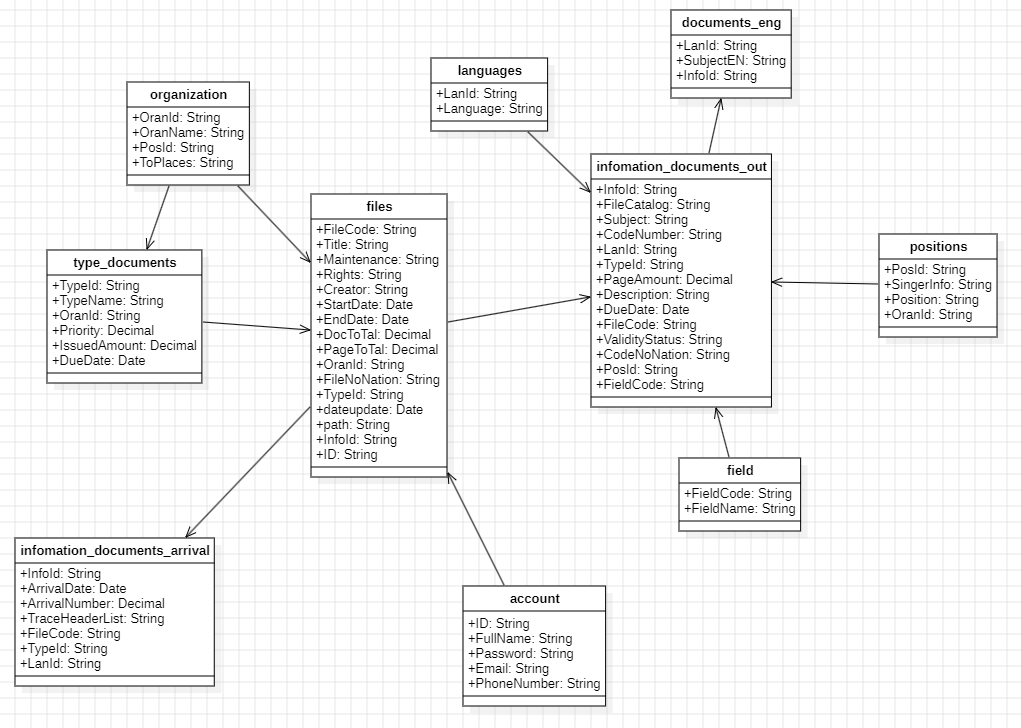 documents_eng
+LanId: String
+SubjectEN: String
+InfoId: String
languages
+LanId: String
+Language: String
organization
+OranId: String
+OranName: String
+PosId: String
+ToPlaces: String
infomation_documents_out
+InfoId: String
+FileCatalog: String
+Subject: String
+CodeNumber: String
+LanId: String
+TypeId: String
+PageAmount: Decimal
+Description: String
+DueDate: Date
+FileCode: String
+ValidityStatus: String
+CodeNoNation: String
+PosId: String
+FieldCode: String
files
+FileCode: String
+Title: String
+Maintenance: String
+Rights: String
+Creator: String
+StartDate: Date
+EndDate: Date
+DocToTal: Decimal
+PageToTal: Decimal
+OranId: String
+FileNoNation: String
+TypeId: String
+dateupdate: Date
+path: String
+InfoId: String
+ID: String
positions
+PosId: String
+SingerInfo: String
+Position: String
+OranId: String
type_documents
+TypeId: String
+TypeName: String
+OranId: String
+Priority: Decimal
+IssuedAmount: Decimal
+DueDate: Date
field
+FieldCode: String
+FieldName: String
infomation_documents_arrival
+InfoId: String
+ArrivalDate: Date
+ArrivalNumber: Decimal
+TraceHeaderList: String
+FileCode: String
+TypeId: String
+LanId: String
account
+ID: String
+FullName: String
+Password: String
+Email: String
+PhoneNumber: String